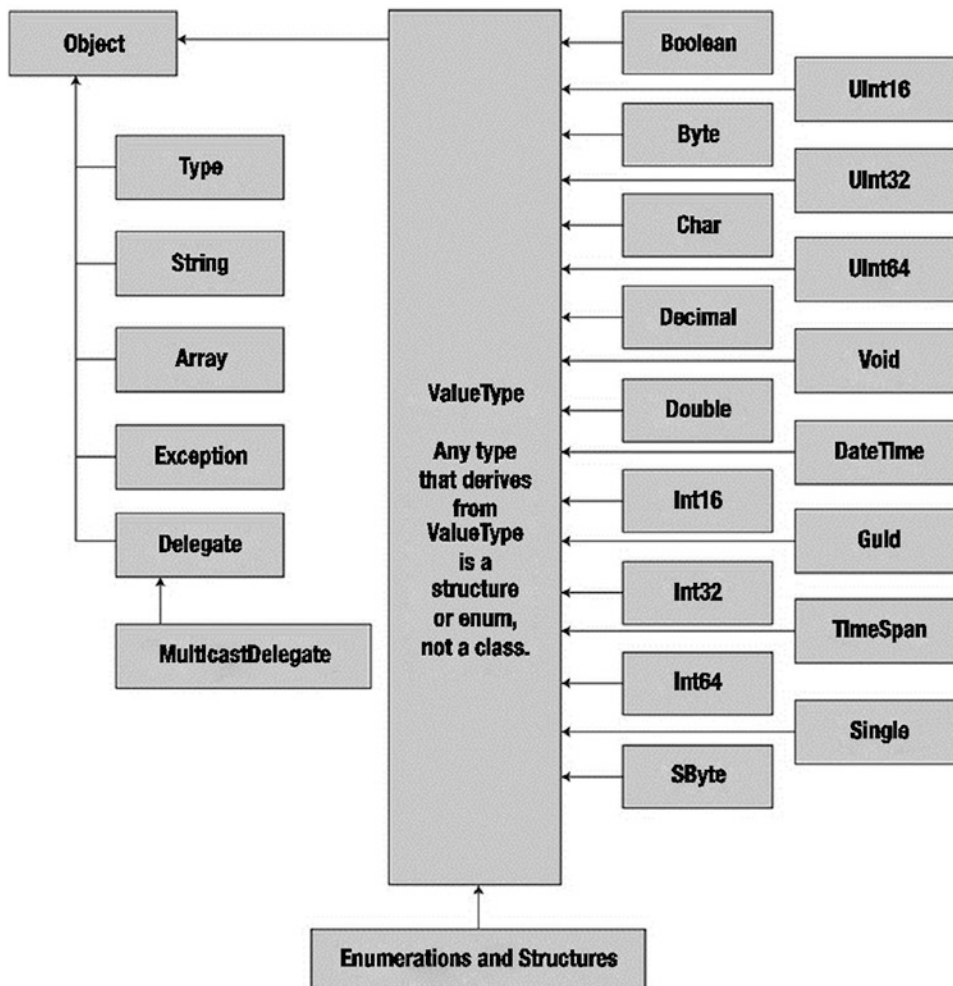 Object
Type
String
Array
Exception
Delegate
MulticastDelegate
ValueType
Any type
that derives
from
ValueType
is a
structure
or enum,
not a class.
Boolean
UInt16
Byte
UInt32
Char
UInt64
Decimal
Void
Double
DateTime
Int16
Guid
Int32
TimeSpan
Int64
Single
SByte
Enumerations and Structures